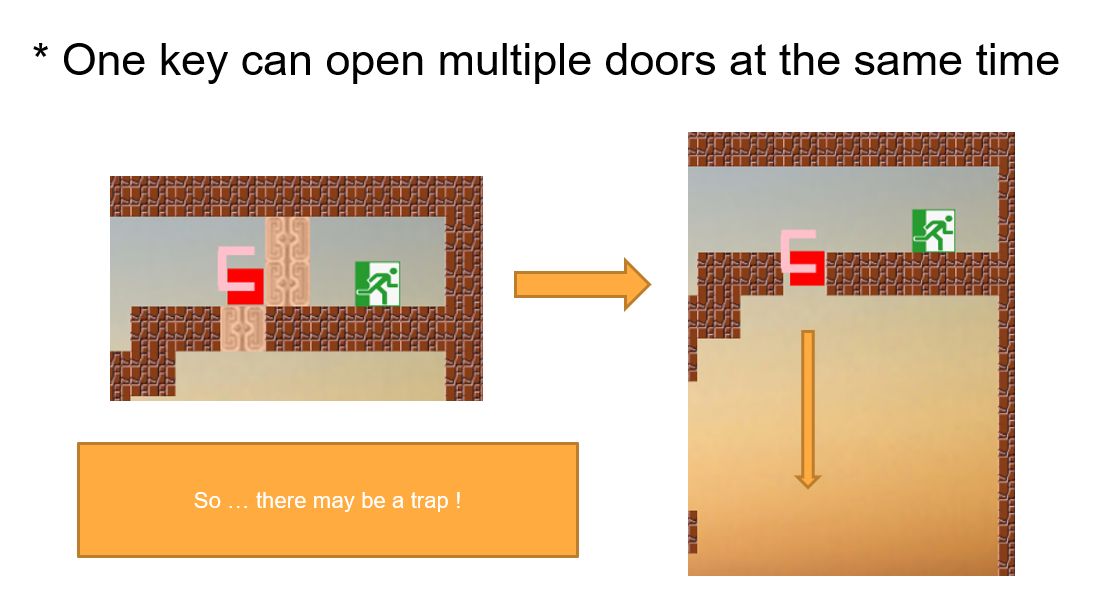 * One key can open multiple doors at the same time
So … there may be a trap !